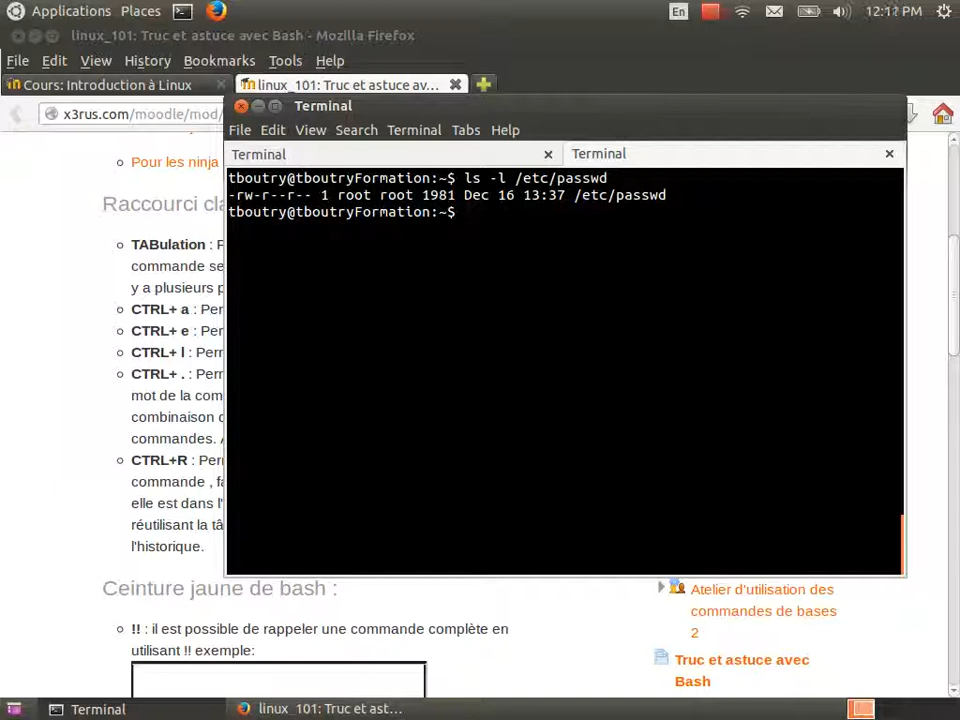 Applications Places En 12:12 PM
linux_101: Truc et astuce avec Bash - Mozilla Firefox
File Edit View History Bookmarks Tools Help
Cours: Introduction à Linux linux_101: Truc et astuce av...
x3rus.com/moodle/mod/
Terminal
File Edit View Search Terminal Tabs Help
Terminal Terminal
tboutry@tboutryFormation:~$ ls -l /etc/passwd
-rw-r--r-- 1 root root 1981 Dec 16 13:37 /etc/passwd
tboutry@tboutryFormation:~$
Pour les ninja
Raccourci cla
TABulation : P
commande se
y a plusieurs p
CTRL+ a : Per
CTRL+ e : Per
CTRL+ l : Perm
CTRL+ . : Perm
mot de la com
combinaison
commandes.
CTRL+R : Perm
commande , fa
elle est dans l'
réutilisant la tâ
l'historique.
Ceinture jaune de bash :
!! : il est possible de rappeler une commande complète en
utilisant !! exemple:
Atelier d'utilisation des
commandes de bases
2
Truc et astuce avec
Bash
Terminal linux_101: Truc et ast...